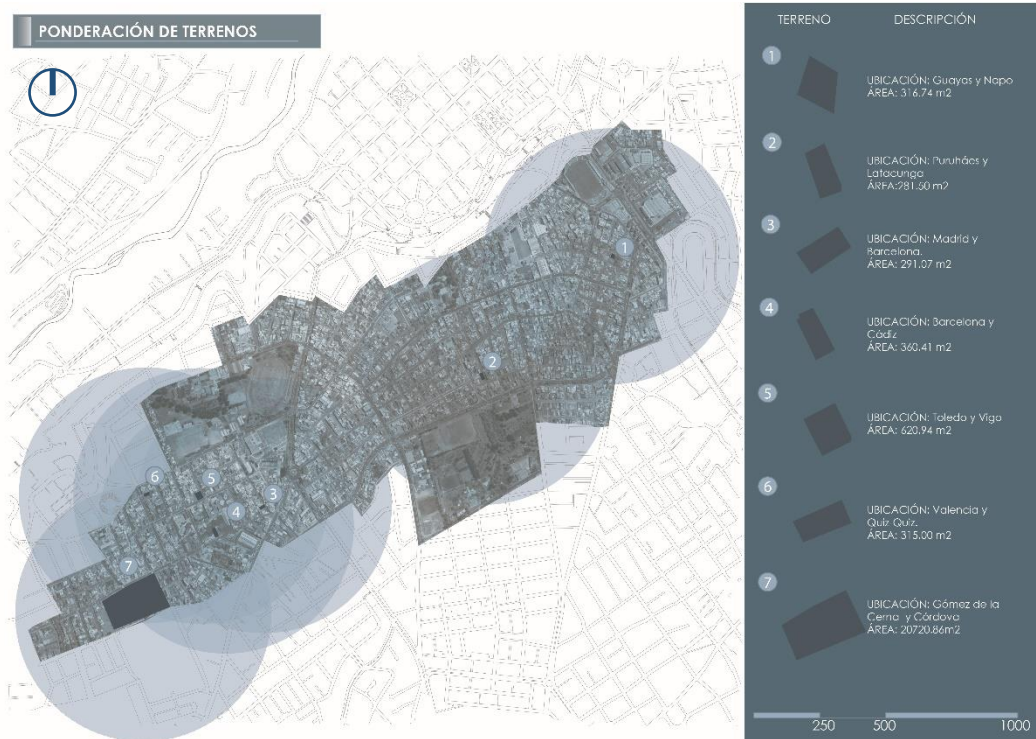 PONDERACIÓN DE TERRENOS
TERRENO DESCRIPCIÓN
1
UBICACIÓN: Guayas y Napo
ÁREA: 316.74 m2
2
UBICACIÓN: Puruháes y
Latacunga
ÁREA:281.50 m2
3
UBICACIÓN: Madrid y
Barcelona.
ÁREA: 291.07 m2
4
UBICACIÓN: Barcelona y
Cádiz
ÁREA: 360.41 m2
5
UBICACIÓN: Toledo y Vigo
ÁREA: 620.94 m2
6
UBICACIÓN: Valencia y
Quiz Quiz.
ÁREA: 315.00 m2
7
UBICACIÓN: Gómez de la
Cerna y Córdova
ÁREA: 20720.86m2
250 500 1000
1
2
6
5
3
4
7